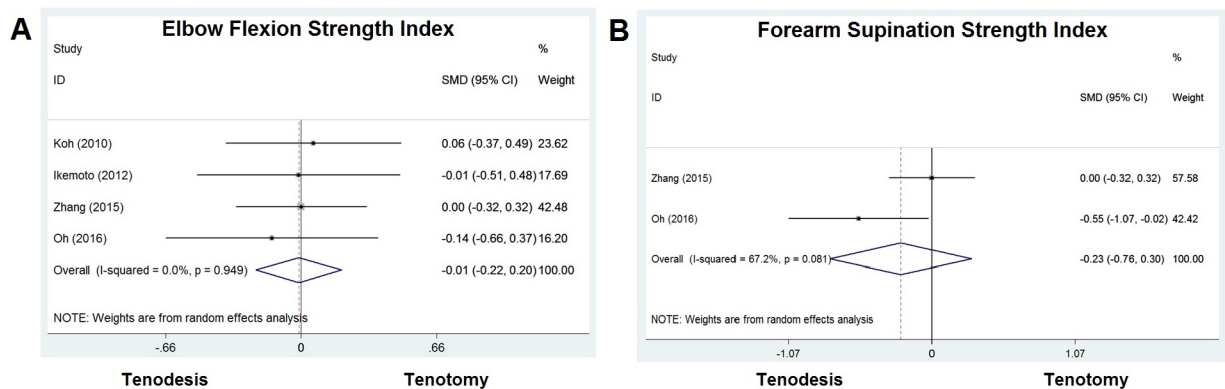 A
Elbow Flexion Strength Index
Study %
ID SMD (95% CI) Weight
Koh (2010) 0.06 (-0.37, 0.49) 23.62
Ikemoto (2012) -0.01 (-0.51, 0.48) 17.69
Zhang (2015) 0.00 (-0.32, 0.32) 42.48
Oh (2016) -0.14 (-0.66, 0.37) 16.20
Overall (I-squared = 0.0%, p = 0.949) -0.01 (-0.22, 0.20) 100.00
NOTE: Weights are from random effects analysis
-.66 0 .66
Tenodesis Tenotomy
B
Forearm Supination Strength Index
Study %
ID SMD (95% CI) Weight
Zhang (2015) 0.00 (-0.32, 0.32) 57.58
Oh (2016) -0.55 (-1.07, -0.02) 42.42
Overall (I-squared = 67.2%, p = 0.081) -0.23 (-0.76, 0.30) 100.00
NOTE: Weights are from random effects analysis
-1.07 0 1.07
Tenodesis Tenotomy